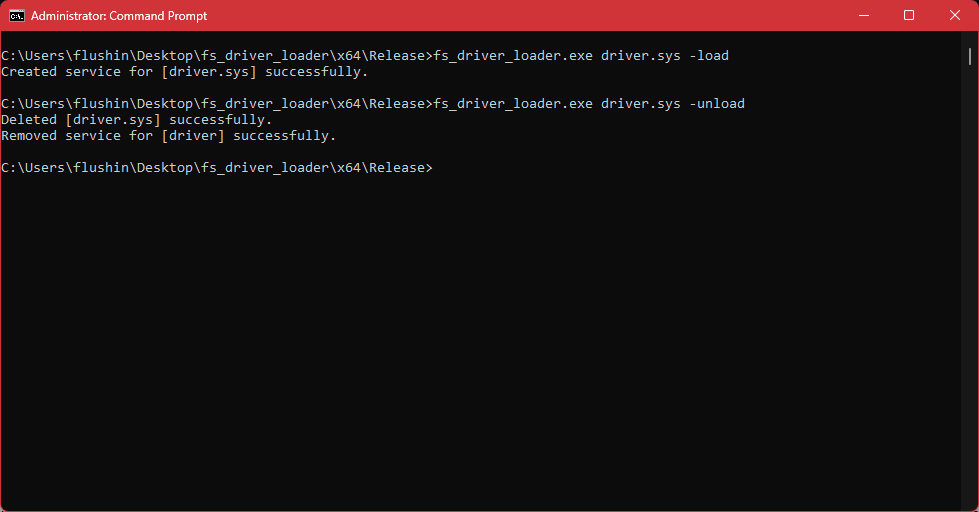 Administrator: Command Prompt
C:\Users\flushin\Desktop\fs_driver_loader\x64\Release>fs_driver_loader.exe driver.sys -load
Created service for [driver.sys] successfully.
C:\Users\flushin\Desktop\fs_driver_loader\x64\Release>fs_driver_loader.exe driver.sys -unload
Deleted [driver.sys] successfully.
Removed service for [driver] successfully.
C:\Users\flushin\Desktop\fs_driver_loader\x64\Release>